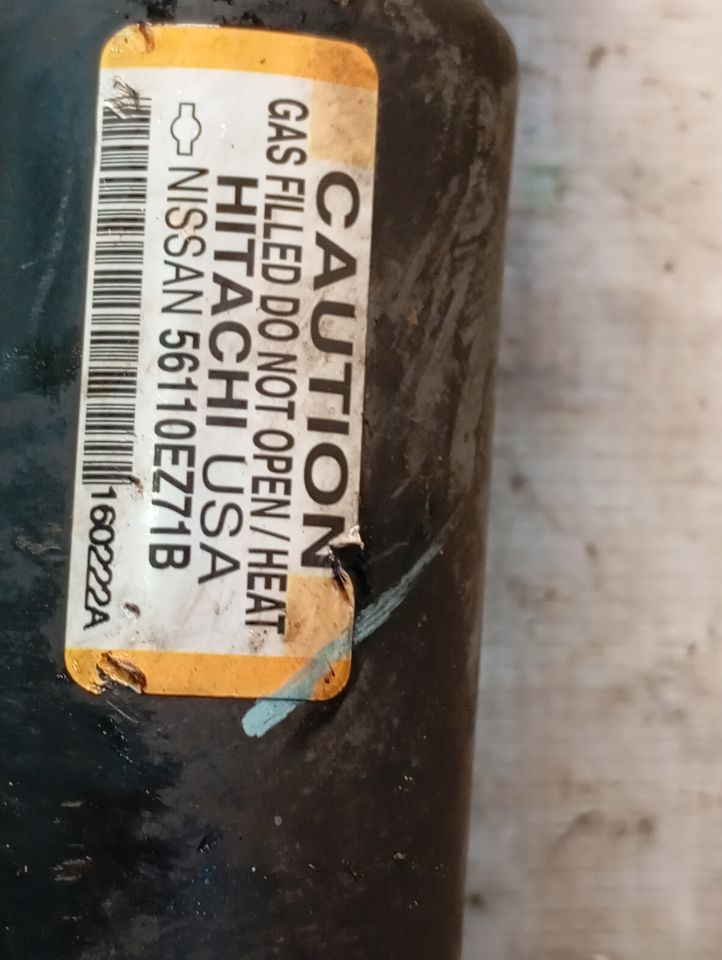 CAUTION
GAS FILLED DO NOT OPEN / HEAT
HITACHI USA
NISSAN 56110EZ71B
160222A